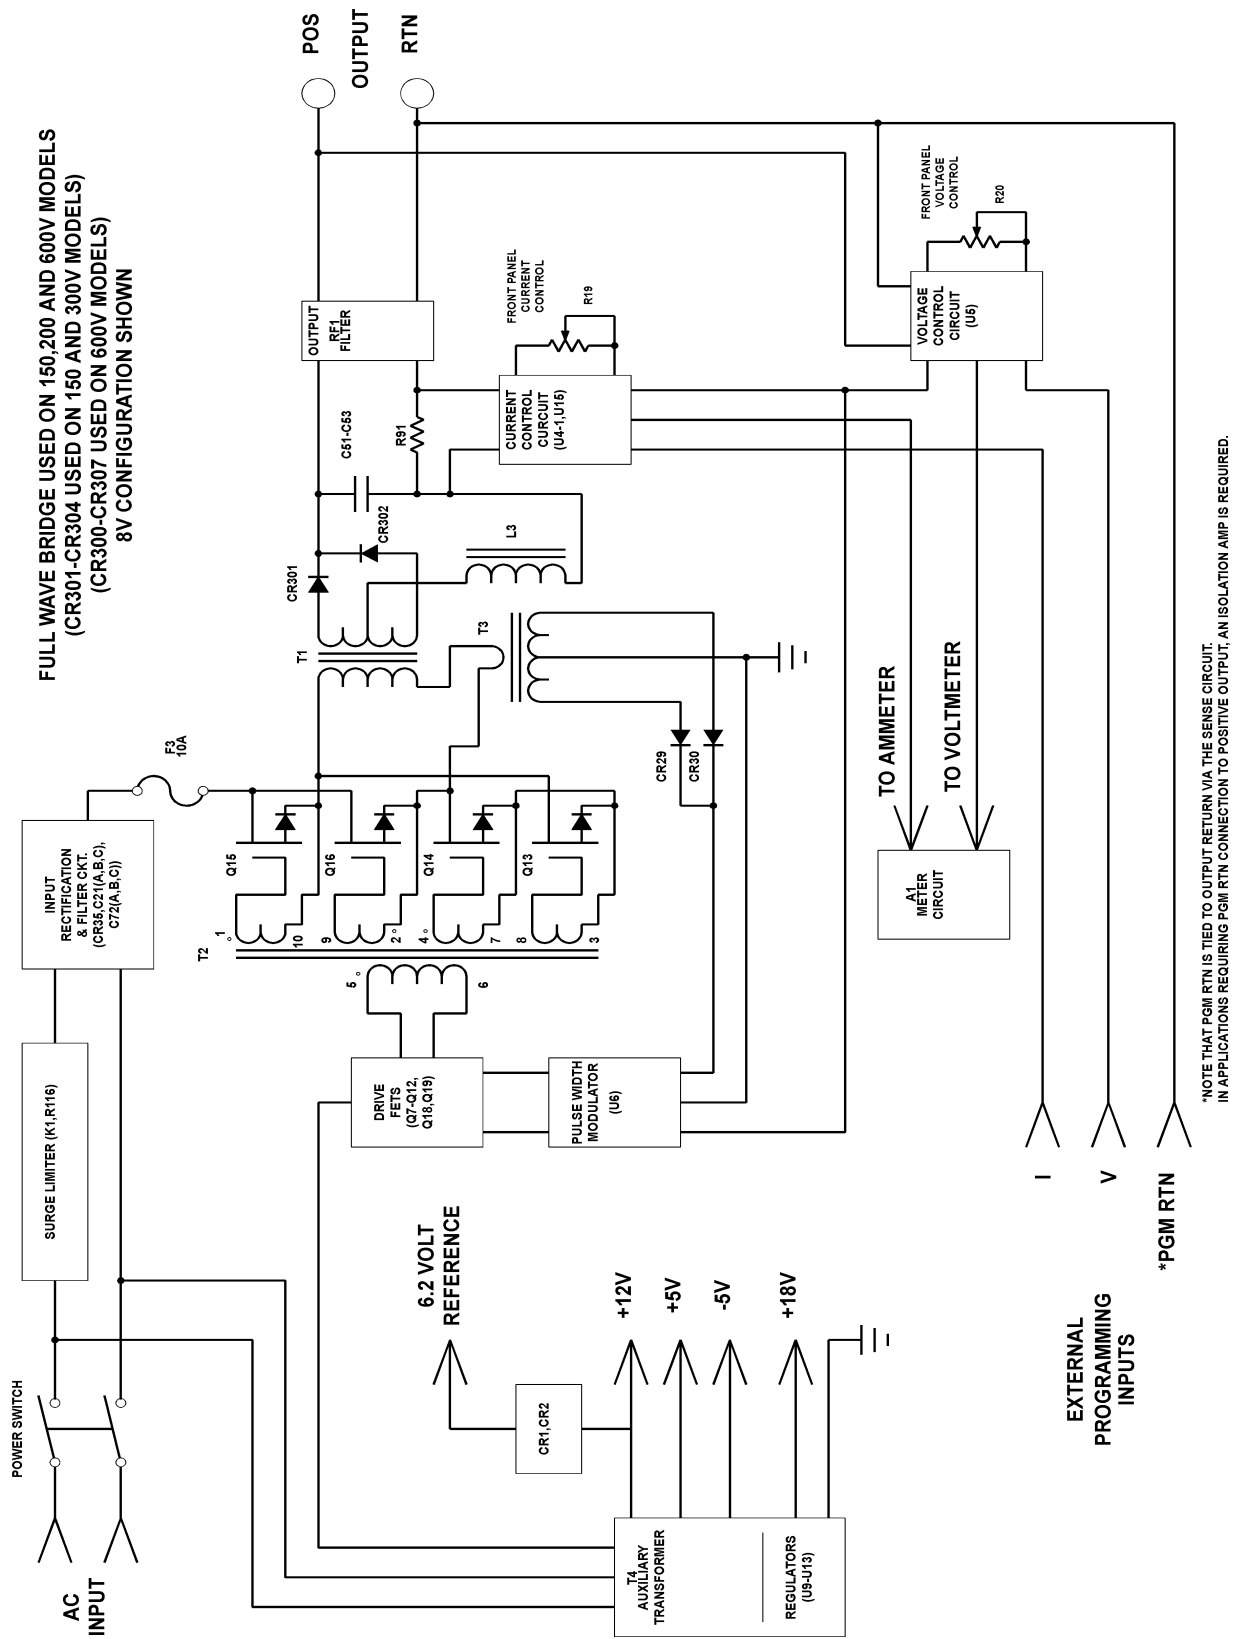 FULL WAVE BRIDGE USED ON 150,200 AND 600V MODELS
(CR301-CR304 USED ON 150 AND 300V MODELS)
(CR300-CR307 USED ON 600V MODELS)
8V CONFIGURATION SHOWN
AC
INPUT
POWER SWITCH
SURGE LIMITER (K1,R116)
INPUT
RECTIFICATION
& FILTER CKT.
(CR35,C21(A,B,C),
C72(A,B,C))
F3
10A
T2
1
10
9
2
4
7
8
3
5
6
Q15
Q16
Q14
Q13
T1
CR301
CR302
C51-C53
R91
L3
T3
CR29
CR30
OUTPUT
RF1
FILTER
POS
OUTPUT
RTN
FRONT PANEL
CURRENT
CONTROL
R19
CURRENT
CONTROL
CURCUIT
(U4-1,U15)
FRONT PANEL
VOLTAGE
CONTROL
R20
VOLTAGE
CONTROL
CIRCUIT
(U5)
DRIVE
FETS
(Q7-Q12,
Q18,Q19)
PULSE WIDTH
MODULATOR
(U6)
TO AMMETER
TO VOLTMETER
A1
METER
CIRCUIT
6.2 VOLT
REFERENCE
CR1,CR2
+12V
+5V
-5V
+18V
T4
AUXILIARY
TRANSFORMER
REGULATORS
(U9-U13)
EXTERNAL
PROGRAMMING
INPUTS
I
V
*PGM RTN
*NOTE THAT PGM RTN IS TIED TO OUTPUT RETURN VIA THE SENSE CIRCUIT.
IN APPLICATIONS REQUIRING PGM RTN CONNECTION TO POSITIVE OUTPUT, AN ISOLATION AMP IS REQUIRED.